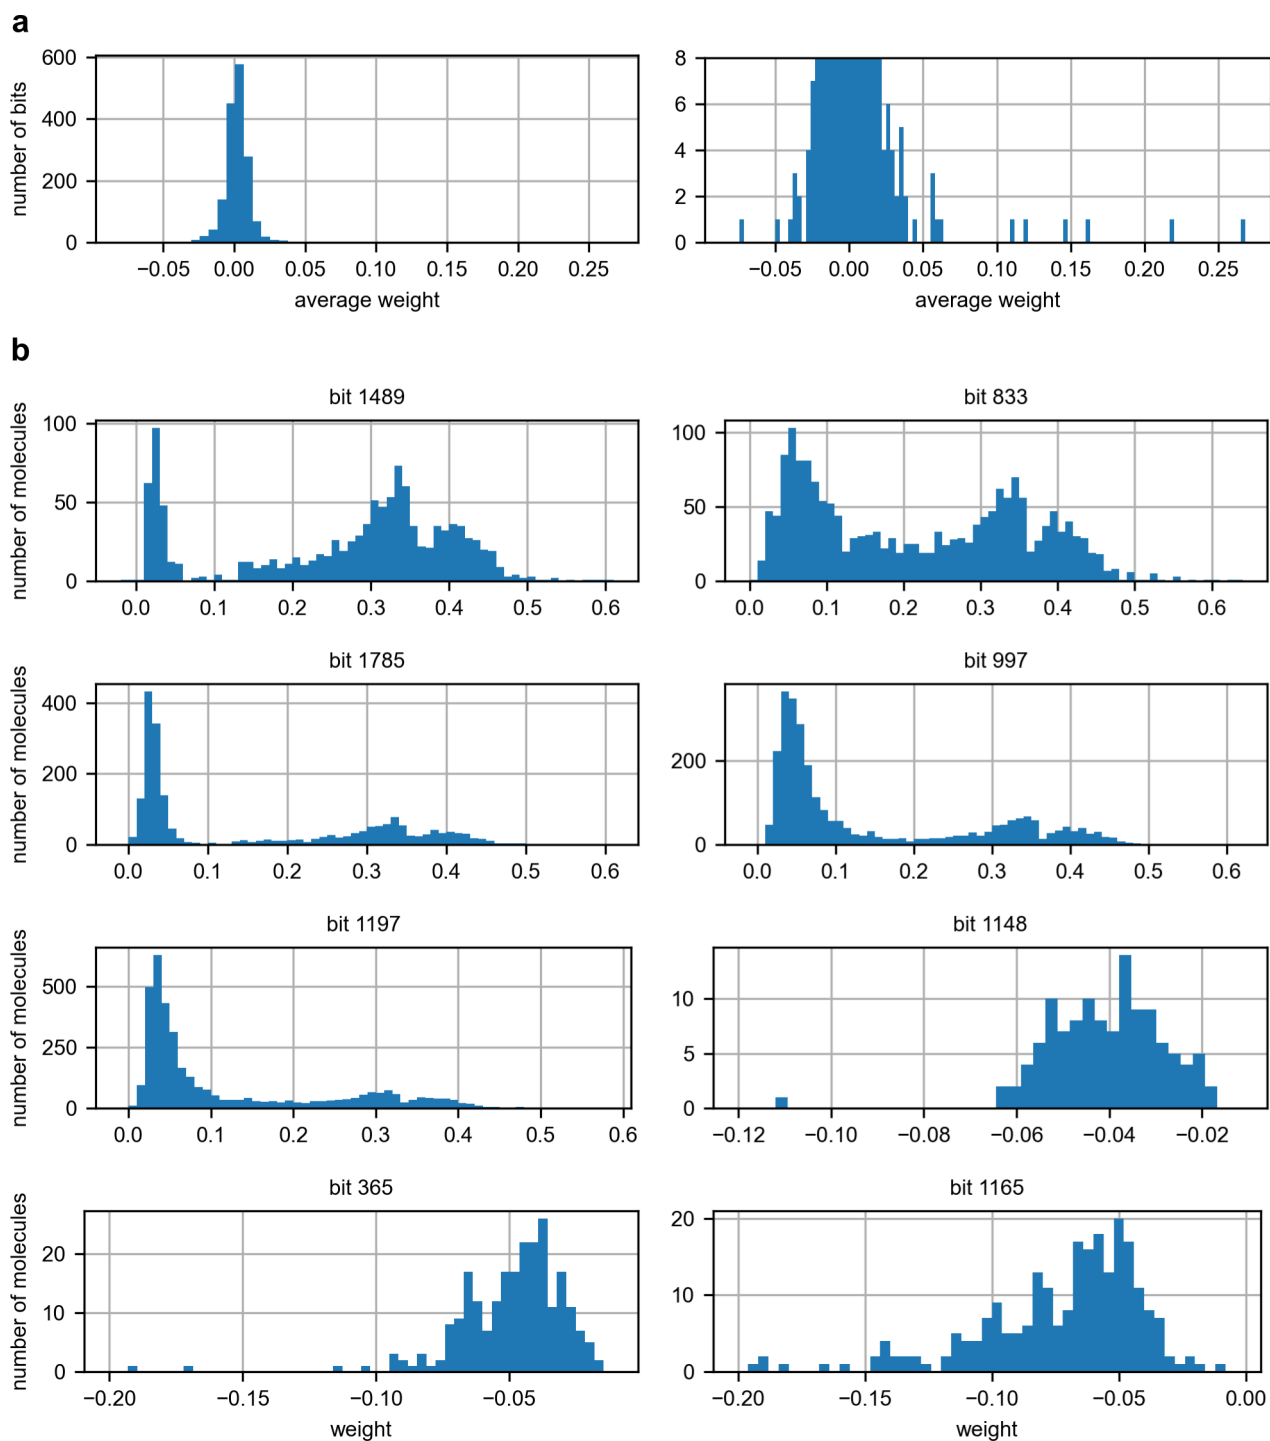 a
600
400
200
0
number of bits
−0.05 0.00 0.05 0.10 0.15 0.20 0.25
average weight
8
6
4
2
0
−0.05 0.00 0.05 0.10 0.15 0.20 0.25
average weight
b
bit 1489
number of molecules
100
50
0
0.0 0.1 0.2 0.3 0.4 0.5 0.6
bit 833
100
50
0
0.0 0.1 0.2 0.3 0.4 0.5 0.6
bit 1785
number of molecules
400
200
0
0.0 0.1 0.2 0.3 0.4 0.5 0.6
bit 997
200
0
0.0 0.1 0.2 0.3 0.4 0.5 0.6
bit 1197
number of molecules
500
250
0
0.0 0.1 0.2 0.3 0.4 0.5 0.6
bit 1148
10
5
0
−0.12 −0.10 −0.08 −0.06 −0.04 −0.02
bit 365
number of molecules
20
10
0
−0.20 −0.15 −0.10 −0.05
weight
bit 1165
20
10
0
−0.20 −0.15 −0.10 −0.05 0.00
weight